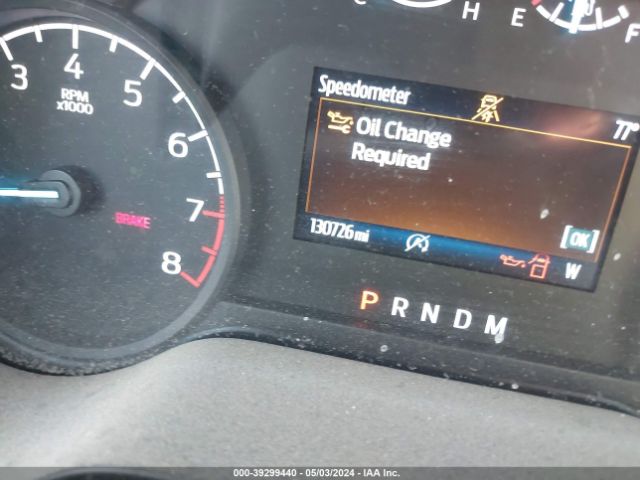 C H E F
Speedometer
77°
Oil Change
Required
130726 mi
[OK]
W
3 4 5 6 7 8
RPM
x1000
BRAKE
P R N D M
000-39299440 - 05/03/2024 - IAA Inc.